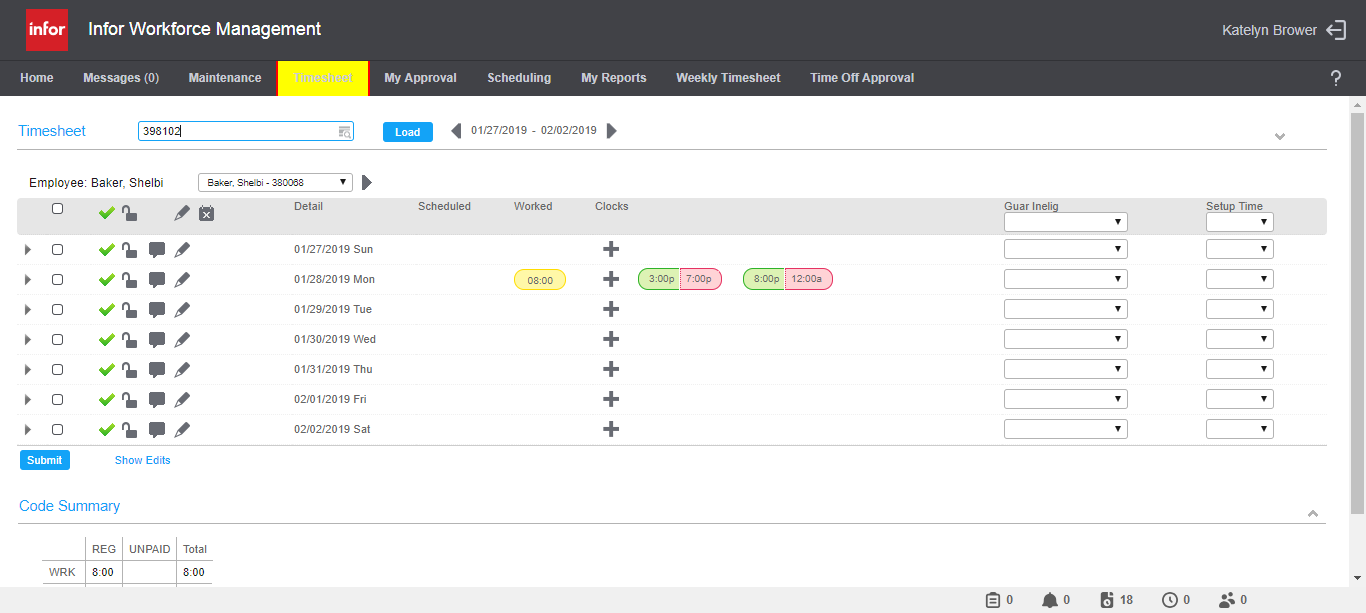 infor Infor Workforce Management Katelyn Brower
Home Messages (0) Maintenance Timesheet My Approval Scheduling My Reports Weekly Timesheet Time Off Approval ?
Timesheet 398102 Load 01/27/2019 - 02/02/2019
Employee: Baker, Shelbi Baker, Shelbi - 380068
Detail Scheduled Worked Clocks Guar Inelig Setup Time
01/27/2019 Sun
01/28/2019 Mon 08:00 3:00p 7:00p 8:00p 12:00a
01/29/2019 Tue
01/30/2019 Wed
01/31/2019 Thu
02/01/2019 Fri
02/02/2019 Sat
Submit Show Edits
Code Summary
REG UNPAID Total
WRK 8:00 8:00
0 0 18 0 0